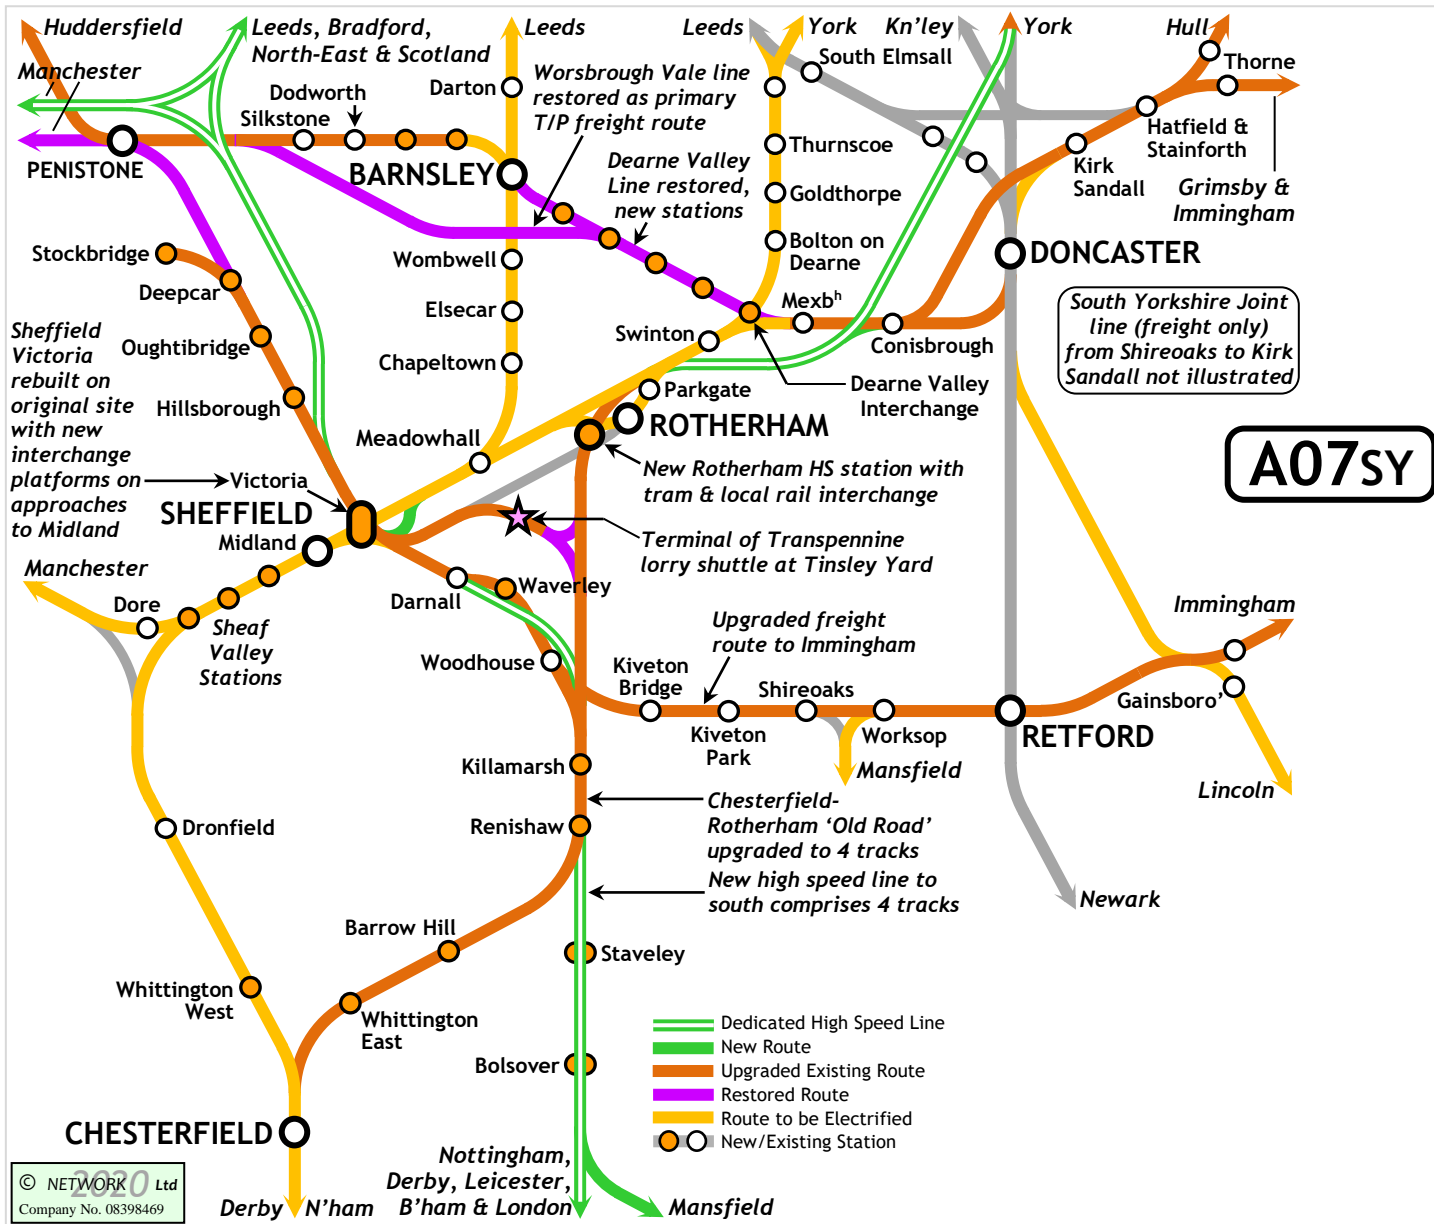 Huddersfield
Manchester
Leeds, Bradford,
North-East & Scotland
Leeds
Leeds
York
Kn'ley
York
Hull
Thorne
South Elmsall
Worsbrough Vale line
restored as primary
T/P freight route
Darton
Dodworth
Silkstone
PENISTONE
BARNSLEY
Dearne Valley
Line restored,
new stations
Thurnscoe
Goldthorpe
Bolton on
Dearne
Hatfield &
Stainforth
Kirk
Sandall
Grimsby &
Immingham
Stockbridge
Deepcar
Oughtibridge
Hillsborough
Wombwell
Elsecar
Chapeltown
Meadowhall
Swinton
Mexbʰ
Conisbrough
DONCASTER
South Yorkshire Joint
line (freight only)
from Shireoaks to Kirk
Sandall not illustrated
Sheffield
Victoria
rebuilt on
original site
with new
interchange
platforms on
approaches
to Midland
Victoria
SHEFFIELD
Midland
Parkgate
ROTHERHAM
Dearne Valley
Interchange
New Rotherham HS station with
tram & local rail interchange
A07SY
Terminal of Transpennine
lorry shuttle at Tinsley Yard
Manchester
Dore
Sheaf
Valley
Stations
Darnall
Waverley
Woodhouse
Upgraded freight
route to Immingham
Kiveton
Bridge
Kiveton
Park
Shireoaks
Worksop
Mansfield
RETFORD
Immingham
Gainsboro'
Lincoln
Newark
Killamarsh
Renishaw
Chesterfield-
Rotherham ‘Old Road’
upgraded to 4 tracks
New high speed line to
south comprises 4 tracks
Dronfield
Barrow Hill
Staveley
Whittington
West
Whittington
East
Bolsover
CHESTERFIELD
Derby
N'ham
Nottingham,
Derby, Leicester,
B'ham & London
Mansfield
Dedicated High Speed Line
New Route
Upgraded Existing Route
Restored Route
Route to be Electrified
New/Existing Station
© NETWORK 2020 Ltd
Company No. 08398469